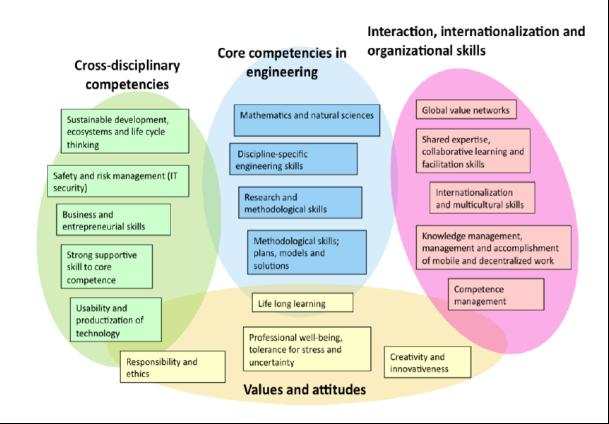 Cross-disciplinary
competencies
Core competencies in
engineering
Interaction, internationalization and
organizational skills
Sustainable development,
ecosystems and life cycle
thinking
Safety and risk management (IT
security)
Business and
entrepreneurial skills
Strong supportive
skill to core
competence
Usability and
productization of
technology
Mathematics and natural sciences
Discipline-specific
engineering skills
Research and
methodological skills
Methodological skills;
plans, models and
solutions
Global value networks
Shared expertise,
collaborative learning and
facilitation skills
Internationalization
and multicultural skills
Knowledge management,
management and accomplishment
of mobile and decentralized work
Competence
management
Life long learning
Professional well-being,
tolerance for stress and
uncertainty
Responsibility and
ethics
Creativity and
innovativeness
Values and attitudes